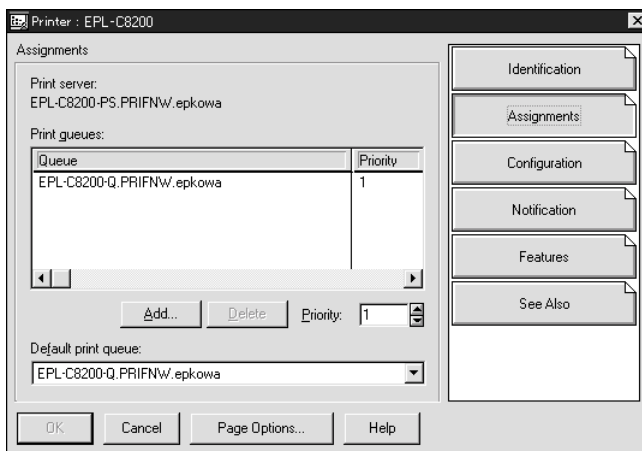 Printer : EPL-C8200
Assignments
Print server:
EPL-C8200-PS.PRIFNW.epkowa
Print queues:
Queue Priority
EPL-C8200-Q.PRIFNW.epkowa 1
Add... Delete Priority: 1
Default print queue:
EPL-C8200-Q.PRIFNW.epkowa
OK Cancel Page Options... Help
Identification
Assignments
Configuration
Notification
Features
See Also